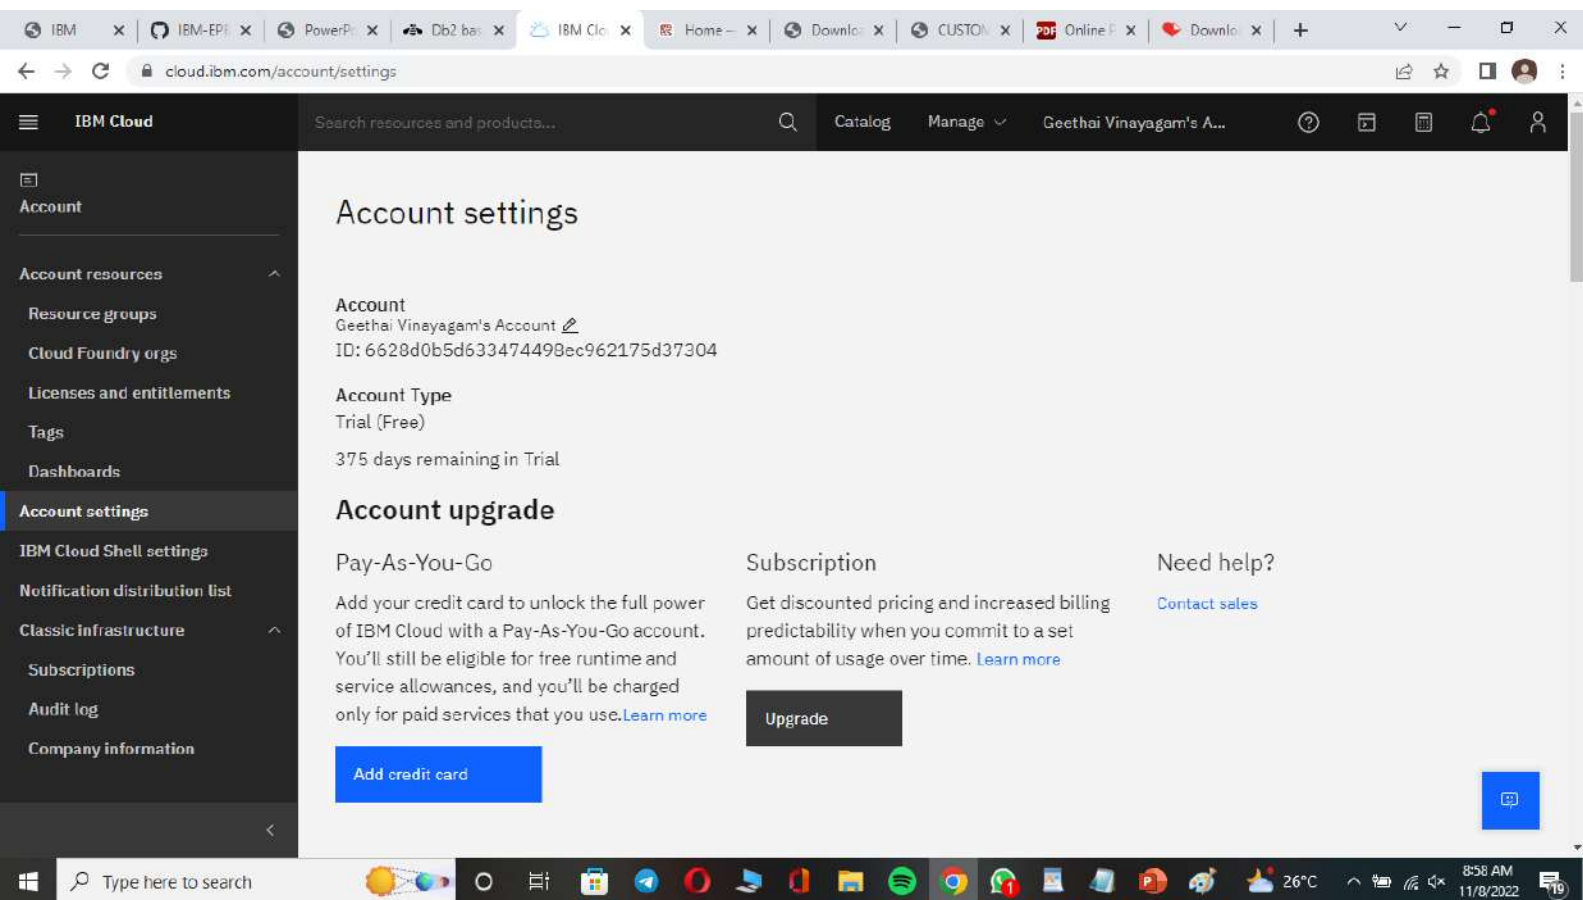 IBM
IBM-EPB
PowerP
Db2 bas
IBM Clo
Home –
Downlo
CUSTOM
PDF Online P
Downlo
cloud.ibm.com/account/settings
IBM Cloud
Search resources and products...
Catalog
Manage
Geethai Vinayagam's A...
Account
Account resources
Resource groups
Cloud Foundry orgs
Licenses and entitlements
Tags
Dashboards
Account settings
IBM Cloud Shell settings
Notification distribution list
Classic infrastructure
Subscriptions
Audit log
Company information
Account settings
Account
Geethai Vinayagam's Account
ID: 6628d0b5d633474498ec962175d37304
Account Type
Trial (Free)
375 days remaining in Trial
Account upgrade
Pay-As-You-Go
Add your credit card to unlock the full power
of IBM Cloud with a Pay-As-You-Go account.
You'll still be eligible for free runtime and
service allowances, and you'll be charged
only for paid services that you use.Learn more
Add credit card
Subscription
Get discounted pricing and increased billing
predictability when you commit to a set
amount of usage over time. Learn more
Upgrade
Need help?
Contact sales
Type here to search
26°C
8:58 AM
11/8/2022
19